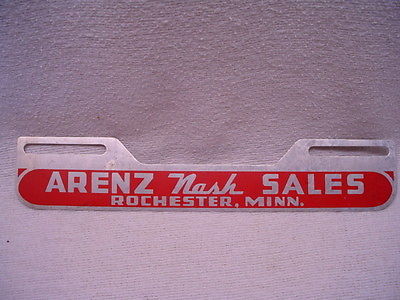 ARENZ Nash SALES
ROCHESTER, MINN.